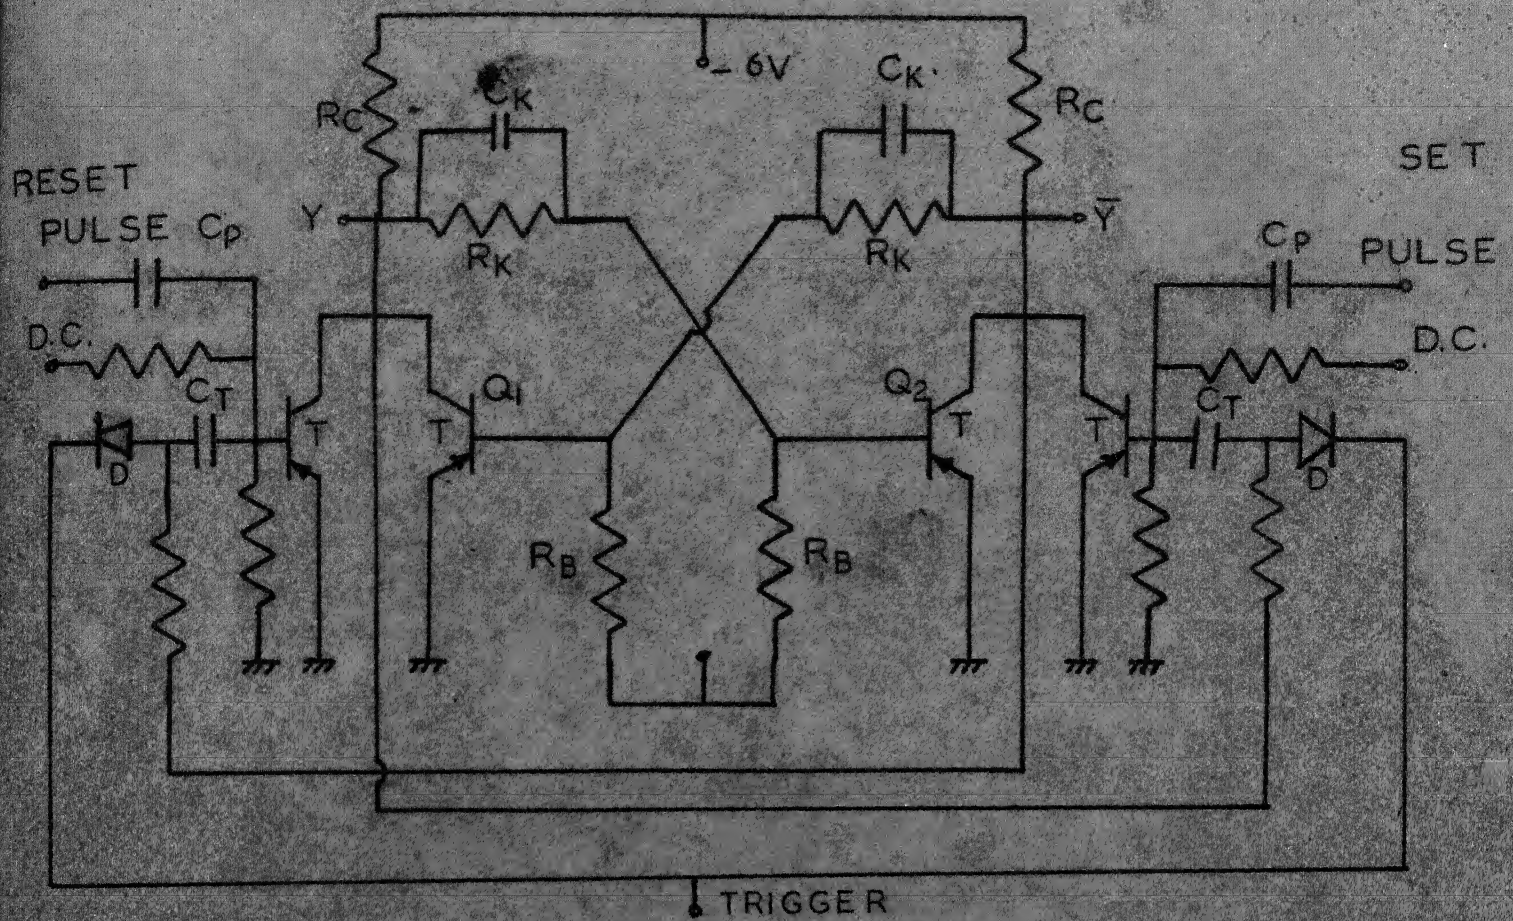 - 6V
CK
CK
RC
RC
RESET
SET
PULSE CP
Y
Ȳ
RK
RK
CP PULSE
D.C.
D.C.
CT
Q1
Q2
CT
T
T
T
T
D
D
RB
RB
TRIGGER